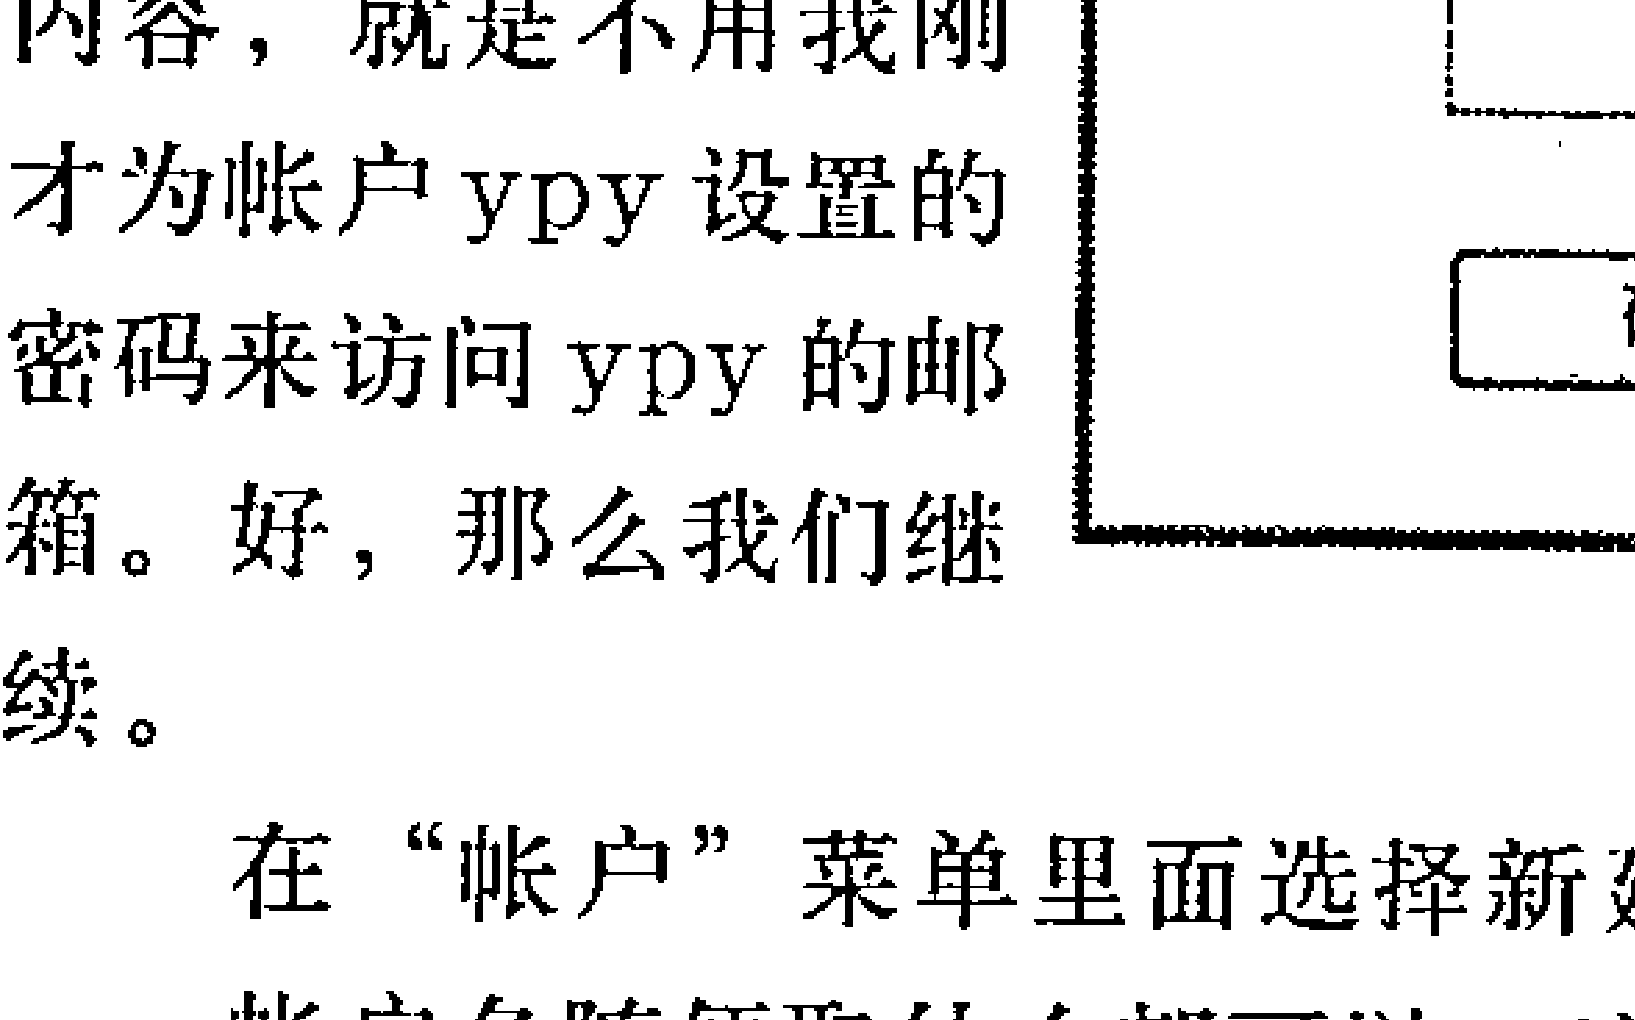 内容，就是不用我刚
才为帐户 ypy 设置的
密码来访问 ypy 的邮
箱。好，那么我们继
续。
在“帐户”菜单里面选择新建